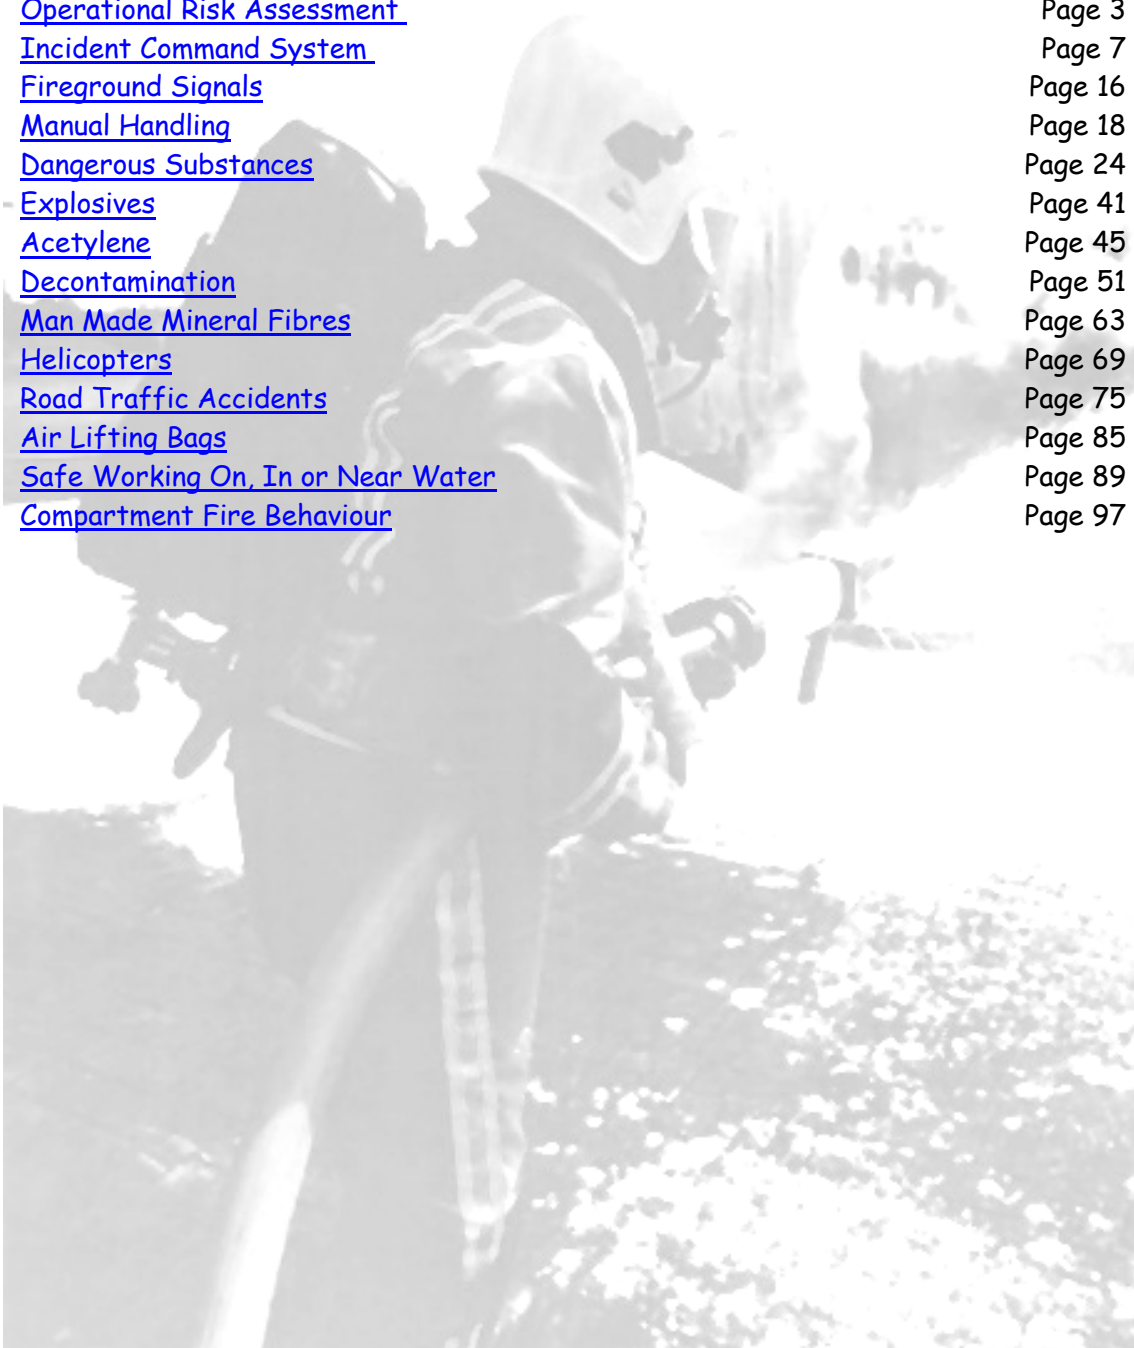 Operational Risk Assessment Page 3
Incident Command System Page 7
Fireground Signals Page 16
Manual Handling Page 18
Dangerous Substances Page 24
Explosives Page 41
Acetylene Page 45
Decontamination Page 51
Man Made Mineral Fibres Page 63
Helicopters Page 69
Road Traffic Accidents Page 75
Air Lifting Bags Page 85
Safe Working On, In or Near Water Page 89
Compartment Fire Behaviour Page 97